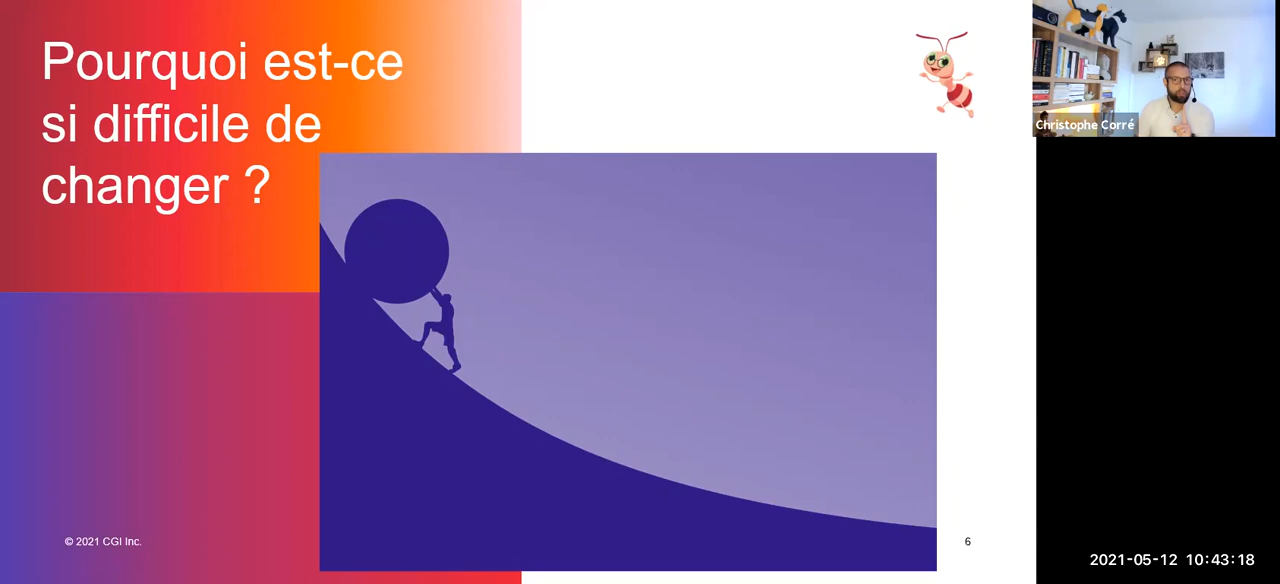 Pourquoi est-ce
si difficile de
changer ?
Christophe Corré
© 2021 CGI Inc.
6
2021-05-12 10:43:18